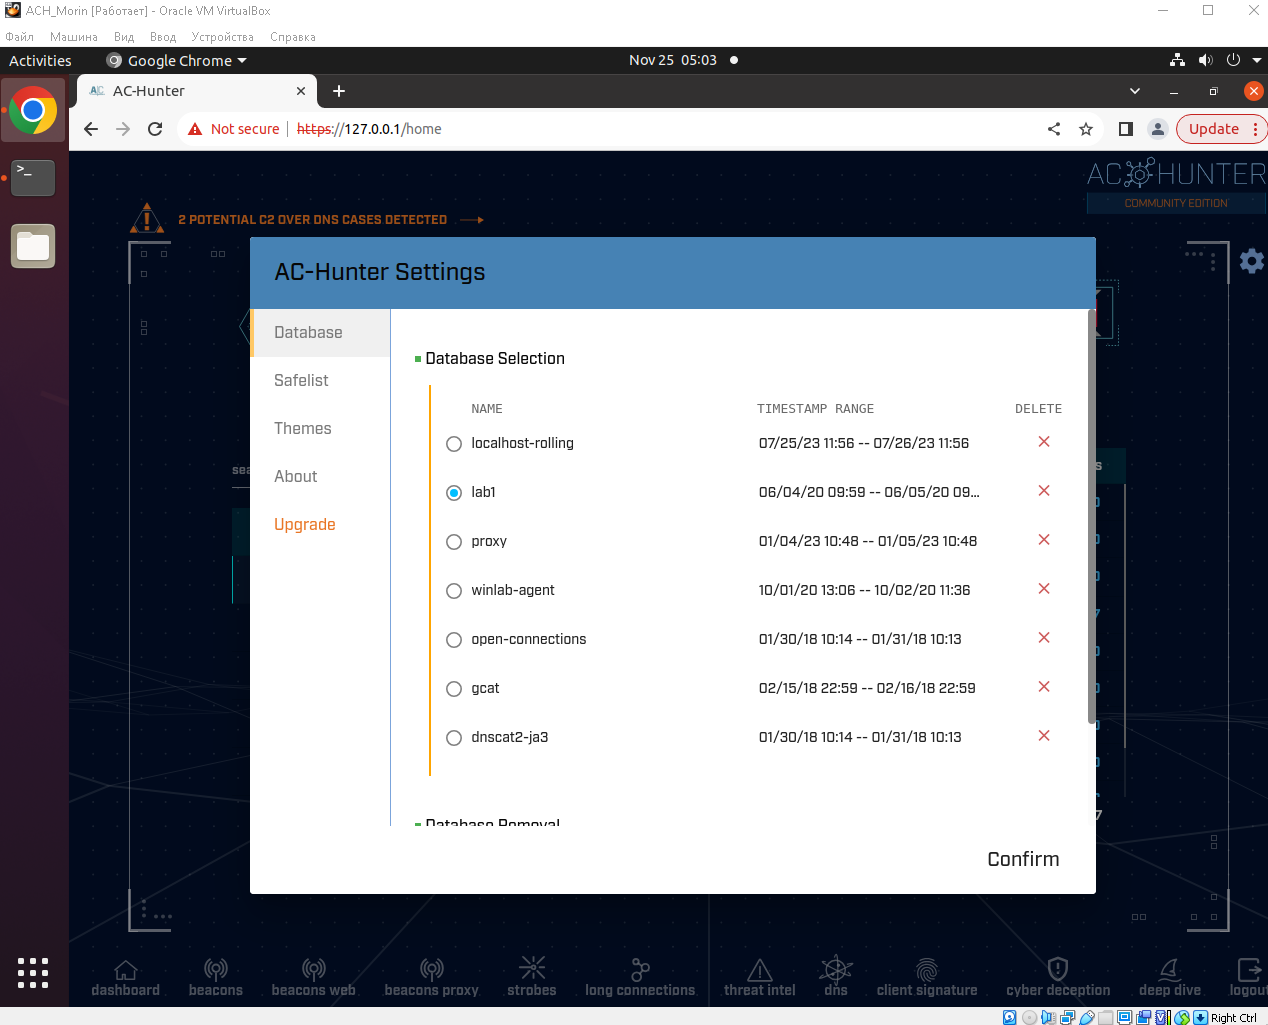 ACH_Morin [Работает] - Oracle VM VirtualBox
Файл Машина Вид Ввод Устройства Справка
Activities Google Chrome Nov 25 05:03
AC-Hunter
Not secure https://127.0.0.1/home Update
AC HUNTER
COMMUNITY EDITION
2 POTENTIAL C2 OVER DNS CASES DETECTED
AC-Hunter Settings
Database
Safelist
Themes
About
Upgrade
Database Selection
NAME TIMESTAMP RANGE DELETE
localhost-rolling 07/25/23 11:56 -- 07/26/23 11:56
lab1 06/04/20 09:59 -- 06/05/20 09...
proxy 01/04/23 10:48 -- 01/05/23 10:48
winlab-agent 10/01/20 13:06 -- 10/02/20 11:36
open-connections 01/30/18 10:14 -- 01/31/18 10:13
gcat 02/15/18 22:59 -- 02/16/18 22:59
dnscat2-ja3 01/30/18 10:14 -- 01/31/18 10:13
Database Removal
Confirm
dashboard beacons beacons web beacons proxy strobes long connections threat intel dns client signature cyber deception deep dive logout
Right Ctrl